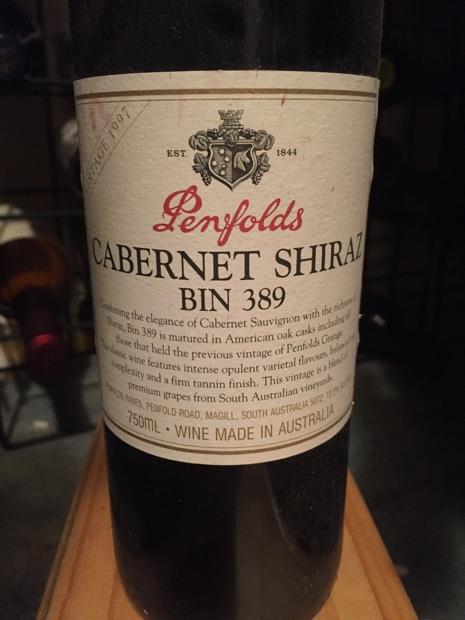 VINTAGE 1997
EST. 1844
Penfolds
CABERNET SHIRAZ
BIN 389
Combining the elegance of Cabernet Sauvignon with the richness of
Shiraz, Bin 389 is matured in American oak casks including old
those that held the previous vintage of Penfolds Grange.
This classic wine features intense opulent varietal flavours, balanced
complexity and a firm tannin finish. This vintage is a blend of
premium grapes from South Australian vineyards.
WINES, PENFOLD ROAD, MAGILL, SOUTH AUSTRALIA 5072
750ML • WINE MADE IN AUSTRALIA